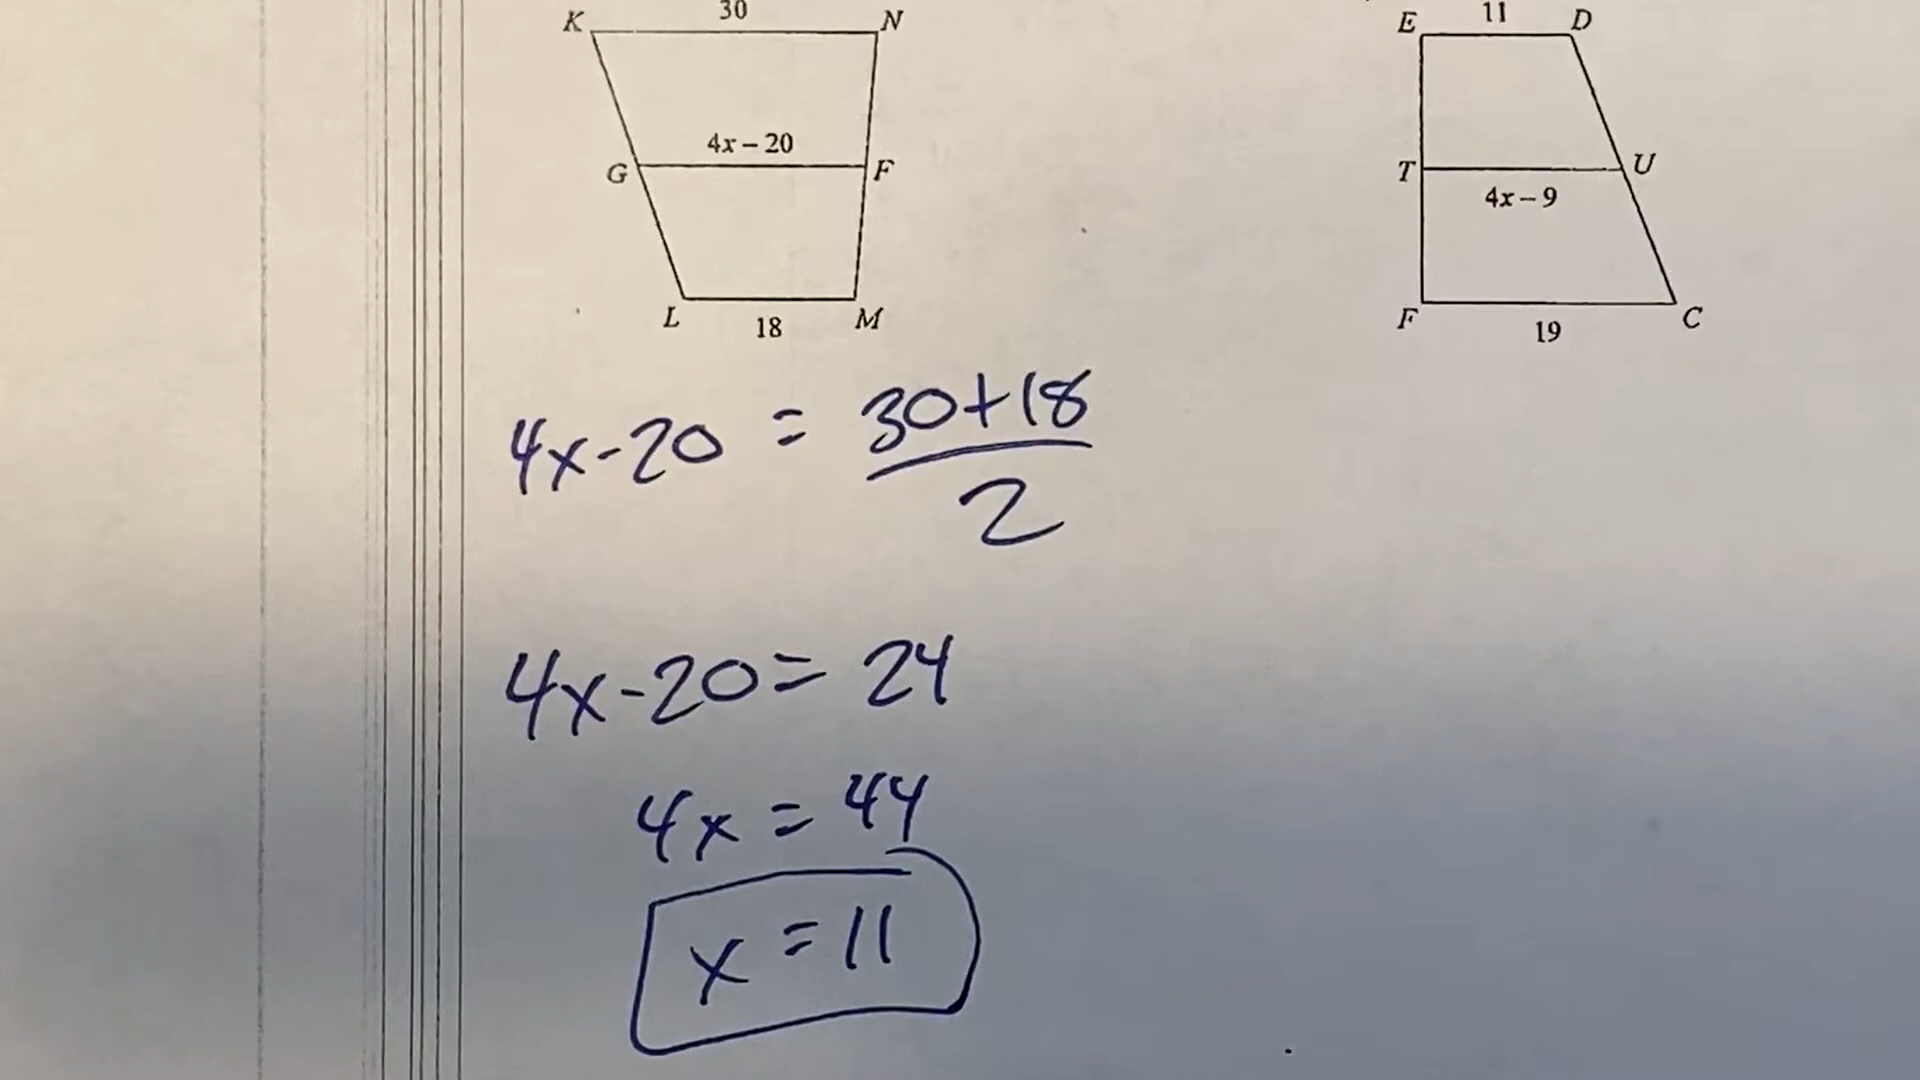 30
K
N
4x – 20
G
F
L
18
M
11
E
D
T
U
4x – 9
F
19
C
4x-20 = 30+18
2
4x-20 = 24
4x = 44
x = 11